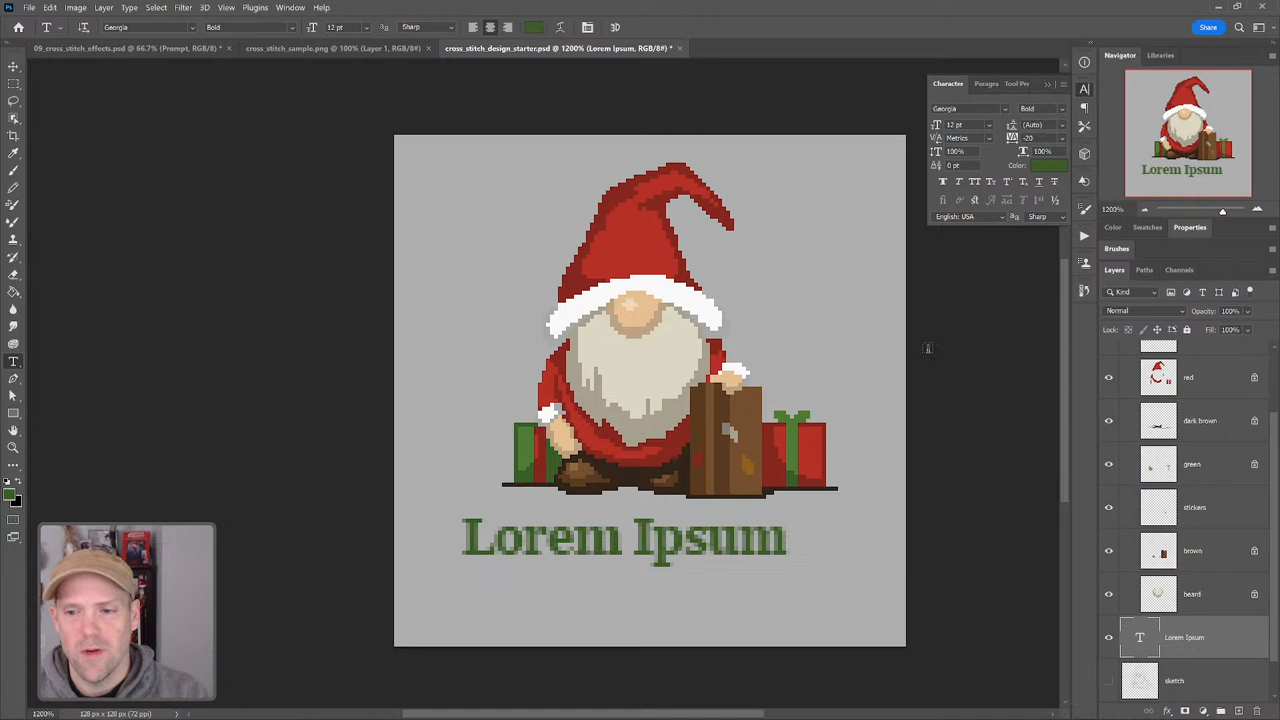 File Edit Image Layer Type Select Filter 3D View Plugins Window Help
Georgia Bold 12 pt Sharp 3D Share
09_cross_stitch_effects.psd @ 66.7% (Prompt, RGB/8) * × cross_stitch_sample.png @ 100% (Layer 1, RGB/8#) × cross_stitch_design_starter.psd @ 1200% (Lorem Ipsum, RGB/8#) * ×
Navigator Libraries
Character Paragra Tool Pre
Georgia Bold
12 pt (Auto)
Metrics -20
100% 100%
0 pt Color:
English: USA Sharp
Lorem Ipsum
1200%
Color Swatches Properties
Brushes
Layers Paths Channels
Kind
Normal Opacity: 100%
Lock: Fill: 100%
red
dark brown
green
stickers
brown
beard
Lorem Ipsum
sketch
Lorem Ipsum
1200% 128 px x 128 px (72 ppi)